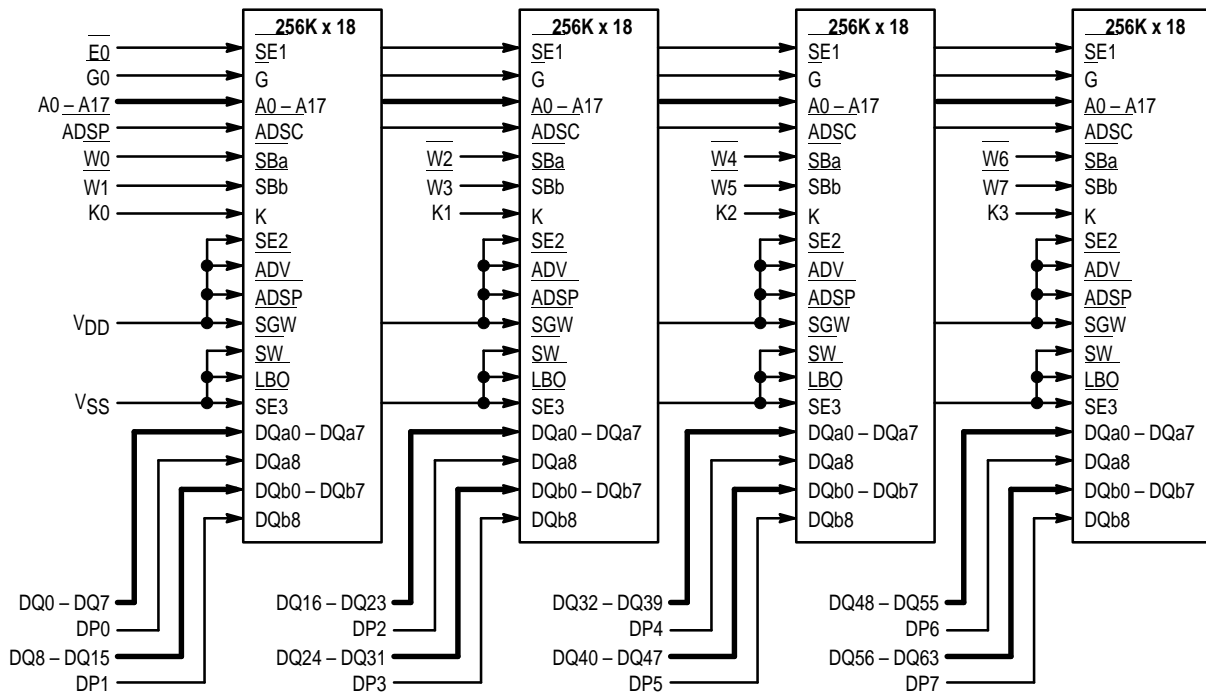 256K x 18 256K x 18 256K x 18 256K x 18
E0 SE1 SE1 SE1 SE1
G0 G G G G
A0 – A17 A0 – A17 A0 – A17 A0 – A17 A0 – A17
ADSP ADSC ADSC ADSC ADSC
W0 SBa W2 SBa W4 SBa W6 SBa
W1 SBb W3 SBb W5 SBb W7 SBb
K0 K K1 K K2 K K3 K
SE2 SE2 SE2 SE2
ADV ADV ADV ADV
ADSP ADSP ADSP ADSP
VDD SGW SGW SGW SGW
SW SW SW SW
LBO LBO LBO LBO
VSS SE3 SE3 SE3 SE3
DQa0 – DQa7 DQa0 – DQa7 DQa0 – DQa7 DQa0 – DQa7
DQa8 DQa8 DQa8 DQa8
DQb0 – DQb7 DQb0 – DQb7 DQb0 – DQb7 DQb0 – DQb7
DQb8 DQb8 DQb8 DQb8
DQ0 – DQ7 DQ16 – DQ23 DQ32 – DQ39 DQ48 – DQ55
DP0 DP2 DP4 DP6
DQ8 – DQ15 DQ24 – DQ31 DQ40 – DQ47 DQ56 – DQ63
DP1 DP3 DP5 DP7